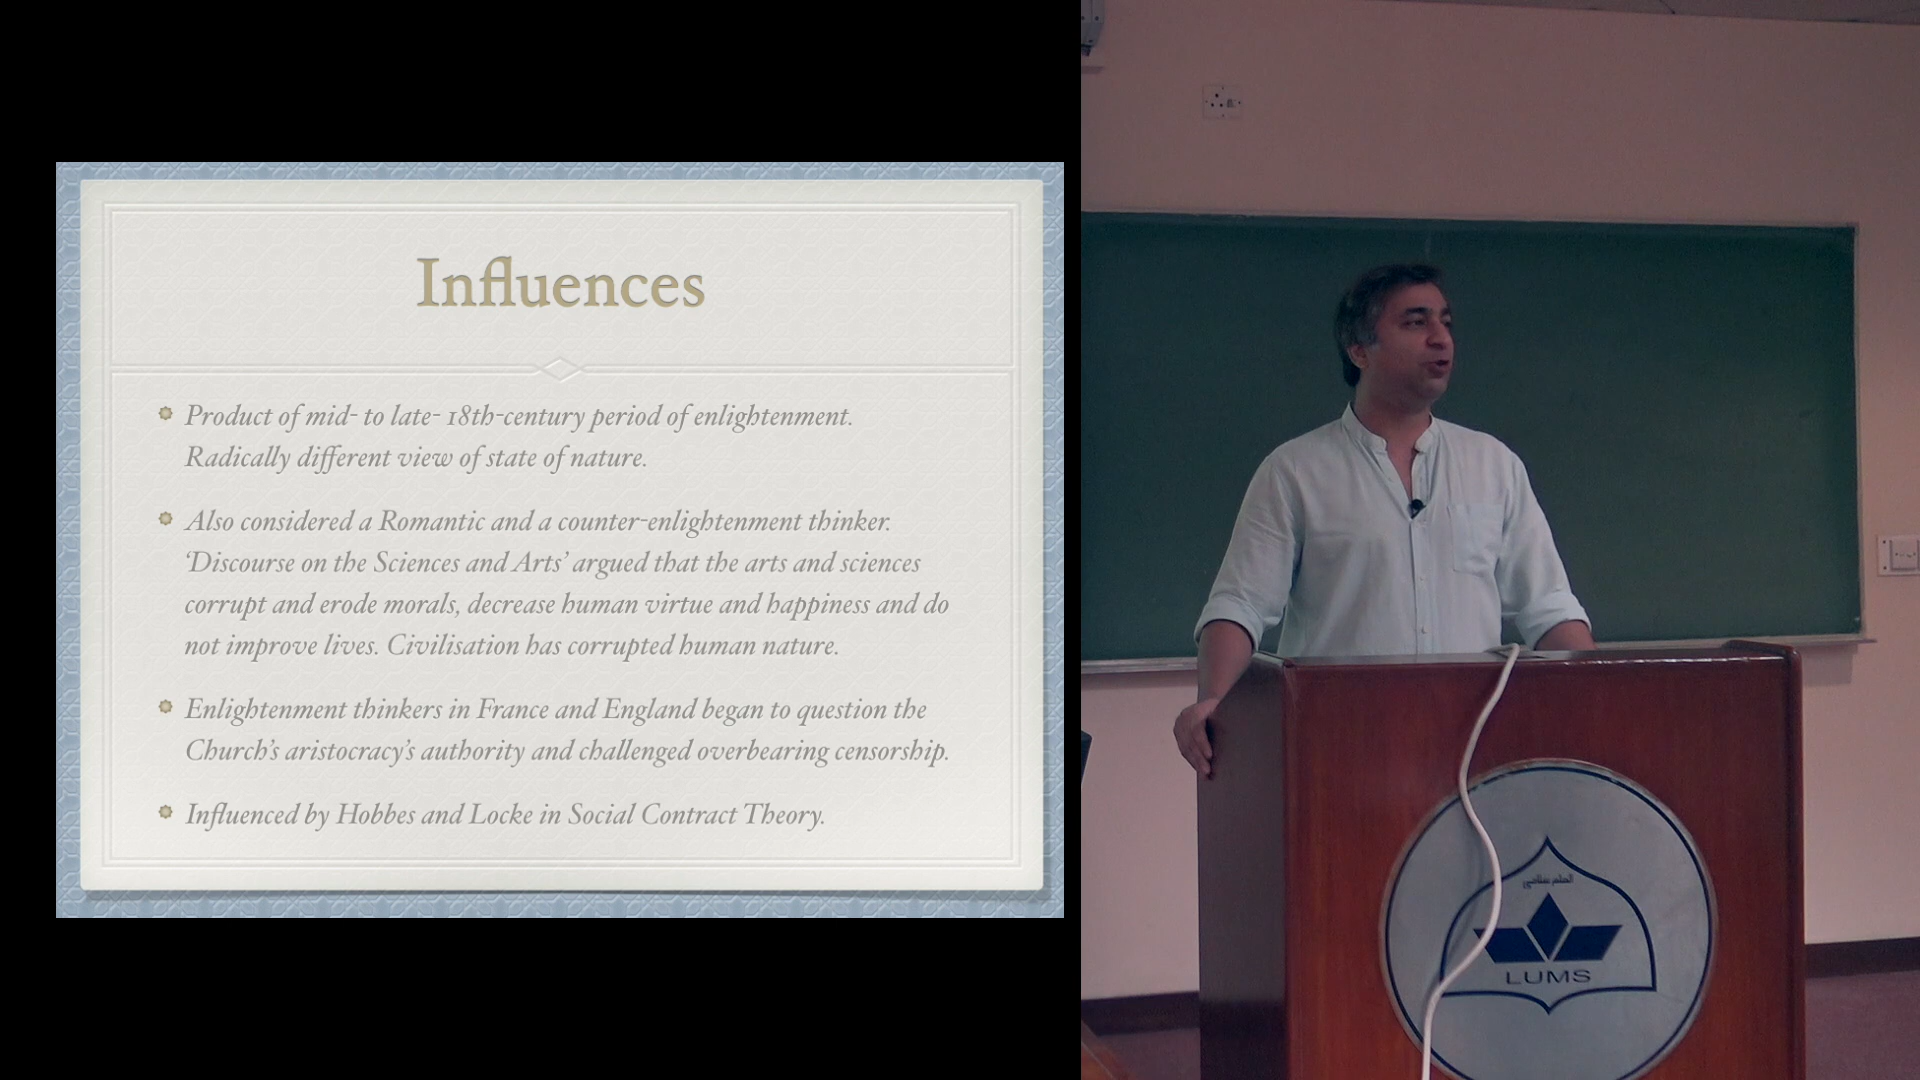 Influences
Product of mid- to late- 18th-century period of enlightenment.
Radically different view of state of nature.
Also considered a Romantic and a counter-enlightenment thinker.
‘Discourse on the Sciences and Arts’ argued that the arts and sciences
corrupt and erode morals, decrease human virtue and happiness and do
not improve lives. Civilisation has corrupted human nature.
Enlightenment thinkers in France and England began to question the
Church’s aristocracy’s authority and challenged overbearing censorship.
Influenced by Hobbes and Locke in Social Contract Theory.
LUMS